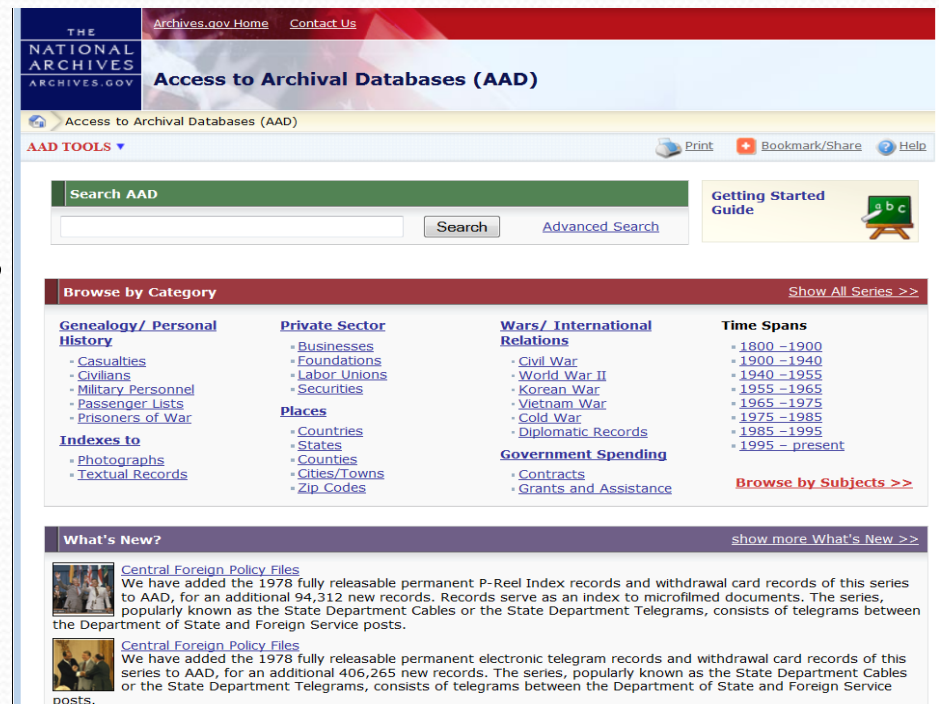 THE
NATIONAL
ARCHIVES
ARCHIVES.GOV
Archives.gov Home Contact Us
Access to Archival Databases (AAD)
Access to Archival Databases (AAD)
AAD TOOLS ▼
Print Bookmark/Share Help
Search AAD
Search Advanced Search
Getting Started
Guide
a b c
Browse by Category Show All Series >>
Genealogy/ Personal
History
Casualties
Civilians
Military Personnel
Passenger Lists
Prisoners of War
Indexes to
Photographs
Textual Records
Private Sector
Businesses
Foundations
Labor Unions
Securities
Places
Countries
States
Counties
Cities/Towns
Zip Codes
Wars/ International
Relations
Civil War
World War II
Korean War
Vietnam War
Cold War
Diplomatic Records
Government Spending
Contracts
Grants and Assistance
Time Spans
1800 –1900
1900 –1940
1940 –1955
1955 –1965
1965 –1975
1975 –1985
1985 –1995
1995 – present
Browse by Subjects >>
What's New? show more What's New >>
Central Foreign Policy Files
We have added the 1978 fully releasable permanent P-Reel Index records and withdrawal card records of this series
to AAD, for an additional 94,312 new records. Records serve as an index to microfilmed documents. The series,
popularly known as the State Department Cables or the State Department Telegrams, consists of telegrams between
the Department of State and Foreign Service posts.
Central Foreign Policy Files
We have added the 1978 fully releasable permanent electronic telegram records and withdrawal card records of this
series to AAD, for an additional 406,265 new records. The series, popularly known as the State Department Cables
or the State Department Telegrams, consists of telegrams between the Department of State and Foreign Service
posts.